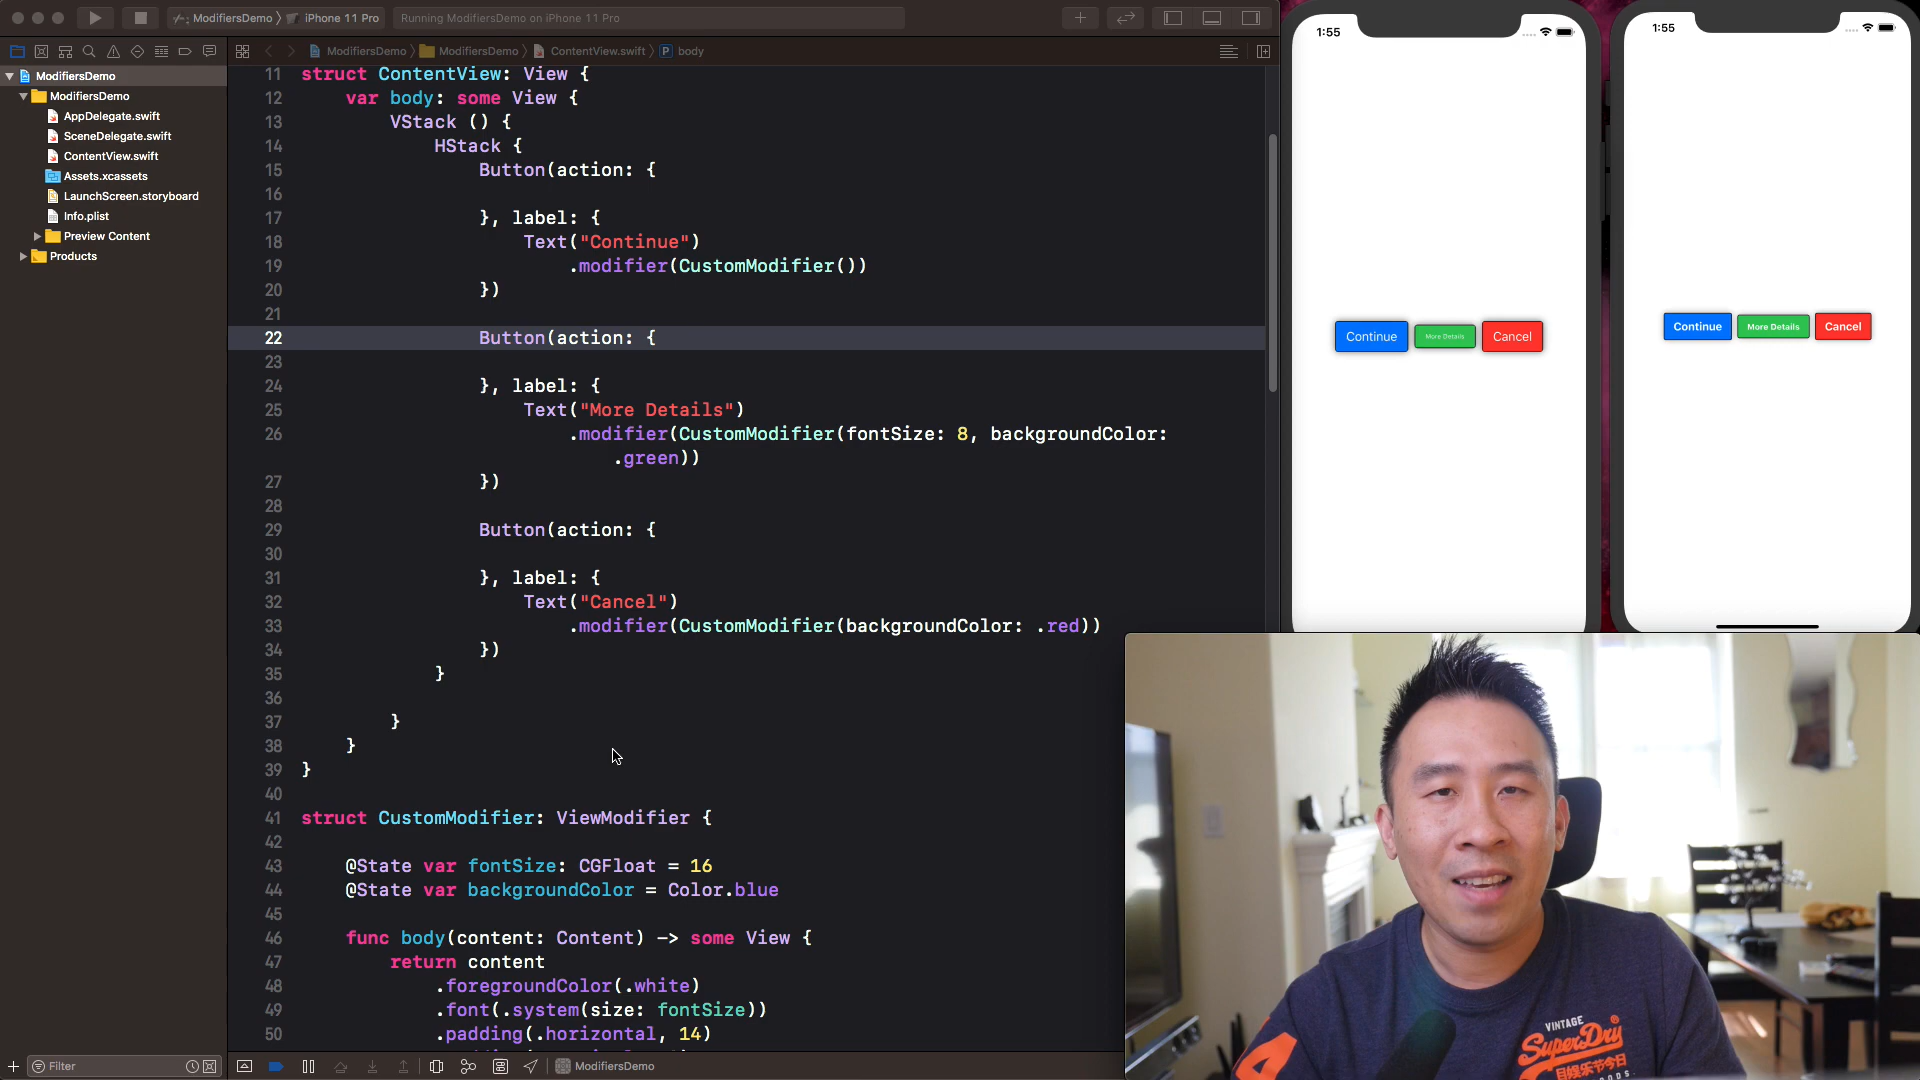 ModifiersDemo
iPhone 11 Pro
Running ModifiersDemo on iPhone 11 Pro
ModifiersDemo
ModifiersDemo
ContentView.swift
P
body
ModifiersDemo
ModifiersDemo
AppDelegate.swift
SceneDelegate.swift
ContentView.swift
Assets.xcassets
LaunchScreen.storyboard
Info.plist
Preview Content
Products
Filter
11 struct ContentView: View {
12 var body: some View {
13 VStack () {
14 HStack {
15 Button(action: {
16
17 }, label: {
18 Text("Continue")
19 .modifier(CustomModifier())
20 })
21
22 Button(action: {
23
24 }, label: {
25 Text("More Details")
26 .modifier(CustomModifier(fontSize: 8, backgroundColor:
.green))
27 })
28
29 Button(action: {
30
31 }, label: {
32 Text("Cancel")
33 .modifier(CustomModifier(backgroundColor: .red))
34 })
35 }
36
37 }
38 }
39 }
40
41 struct CustomModifier: ViewModifier {
42
43 @State var fontSize: CGFloat = 16
44 @State var backgroundColor = Color.blue
45
46 func body(content: Content) -> some View {
47 return content
48 .foregroundColor(.white)
49 .font(.system(size: fontSize))
50 .padding(.horizontal, 14)
ModifiersDemo
1:55
Continue
More Details
Cancel
1:55
Continue
More Details
Cancel
VINTAGE
SuperDry®